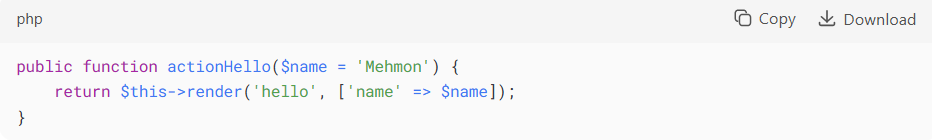 php Copy Download
public function actionHello($name = 'Mehmon') {
    return $this->render('hello', ['name' => $name]);
}